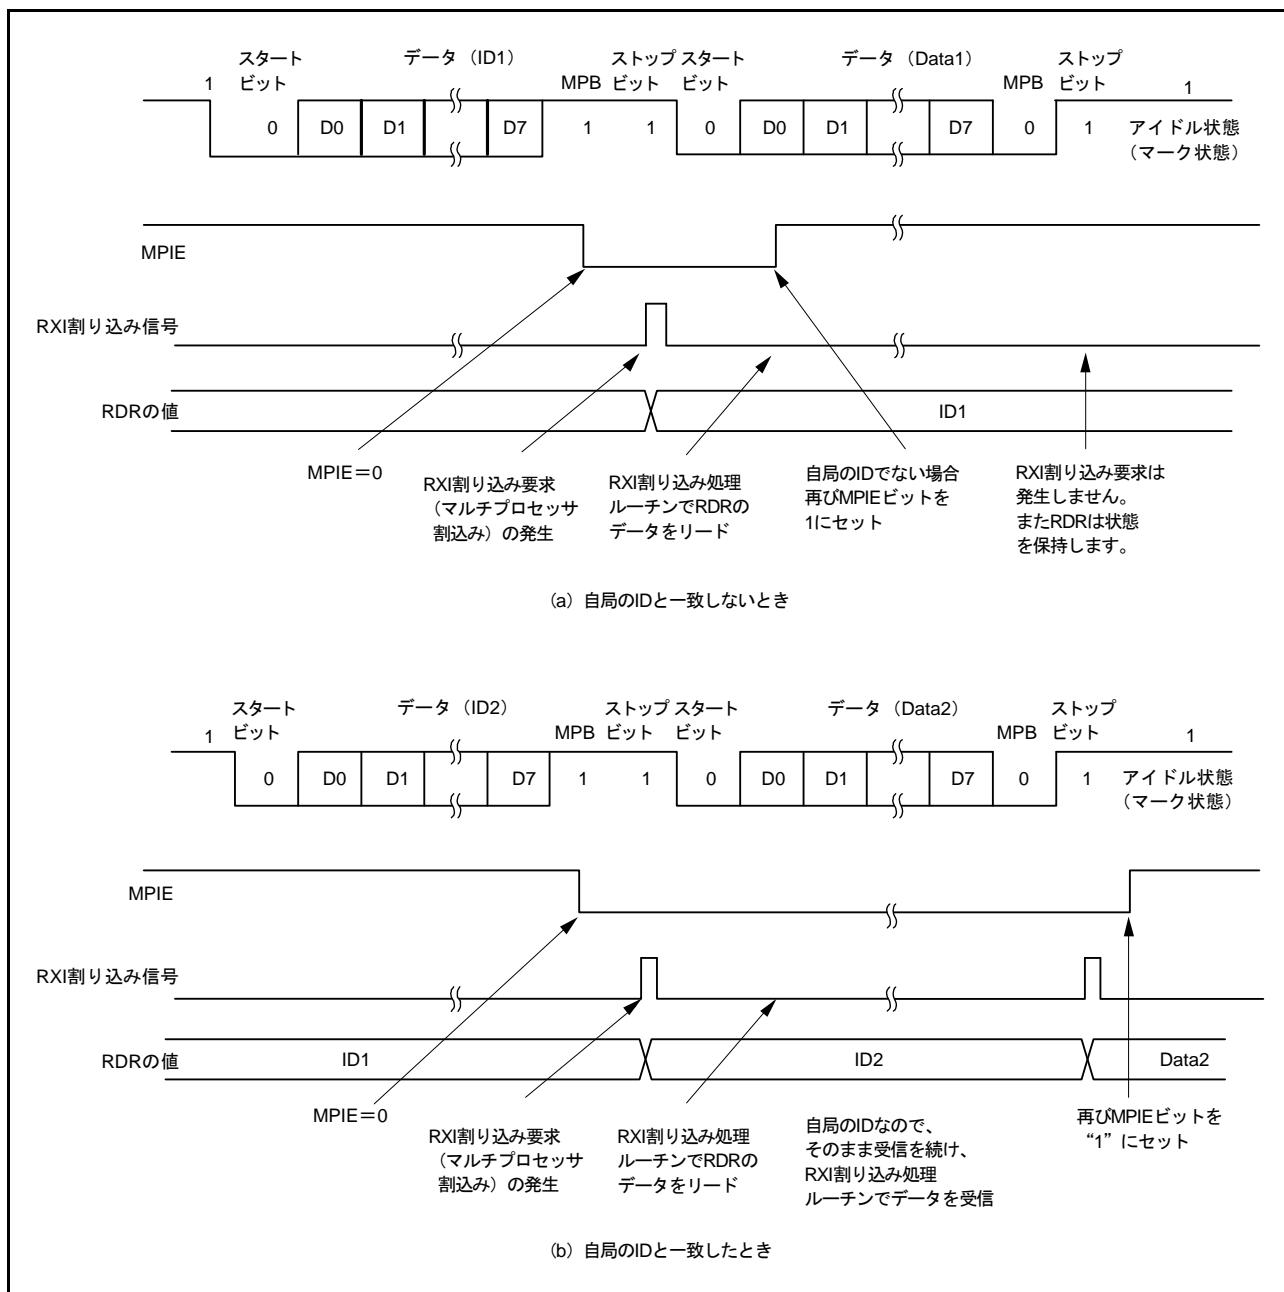 スタート データ（ID1） ストップ スタート データ（Data1） ストップ
1 ビット MPB ビット ビット MPB ビット 1
0 D0 D1 D7 1 1 0 D0 D1 D7 0 1 アイドル状態
（マーク状態）
MPIE
RXI割り込み信号
RDRの値 ID1
MPIE＝0
RXI割り込み要求
（マルチプロセッサ
割込み）の発生
RXI割り込み処理
ルーチンでRDRの
データをリード
自局のIDでない場合
再びMPIEビットを
1にセット
RXI割り込み要求は
発生しません。
またRDRは状態
を保持します。
(a) 自局のIDと一致しないとき
スタート データ（ID2） ストップ スタート データ（Data2） ストップ
1 ビット MPB ビット ビット MPB ビット 1
0 D0 D1 D7 1 1 0 D0 D1 D7 0 1 アイドル状態
（マーク状態）
MPIE
RXI割り込み信号
RDRの値 ID1 ID2 Data2
MPIE＝0
RXI割り込み要求
（マルチプロセッサ
割込み）の発生
RXI割り込み処理
ルーチンでRDRの
データをリード
自局のIDなので、
そのまま受信を続け、
RXI割り込み処理
ルーチンでデータを受信
再びMPIEビットを
“1”にセット
(b) 自局のIDと一致したとき